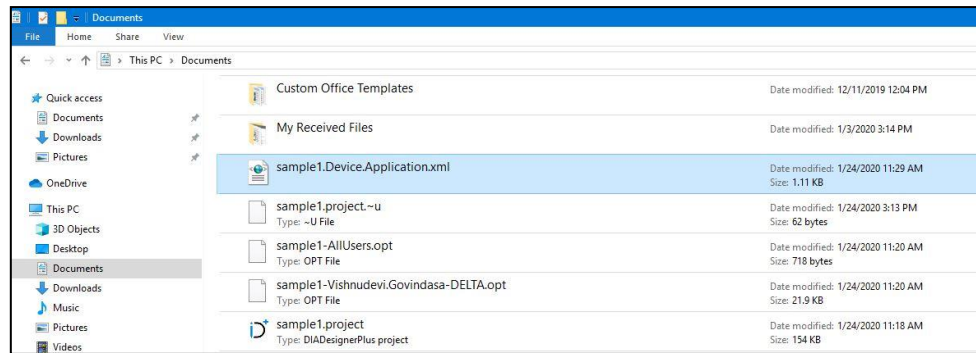 Documents
File Home Share View
This PC > Documents
Quick access
Documents
Downloads
Pictures
OneDrive
This PC
3D Objects
Desktop
Documents
Downloads
Music
Pictures
Videos
Custom Office Templates Date modified: 12/11/2019 12:04 PM
My Received Files Date modified: 1/3/2020 3:14 PM
sample1.Device.Application.xml Date modified: 1/24/2020 11:29 AM
Size: 1.11 KB
sample1.project.~u Date modified: 1/24/2020 3:13 PM
Type: ~U File Size: 62 bytes
sample1-AllUsers.opt Date modified: 1/24/2020 11:20 AM
Type: OPT File Size: 718 bytes
sample1-Vishnudevi.Govindasa-DELTA.opt Date modified: 1/24/2020 11:20 AM
Type: OPT File Size: 21.9 KB
sample1.project Date modified: 1/24/2020 11:18 AM
Type: DIADesignerPlus project Size: 154 KB